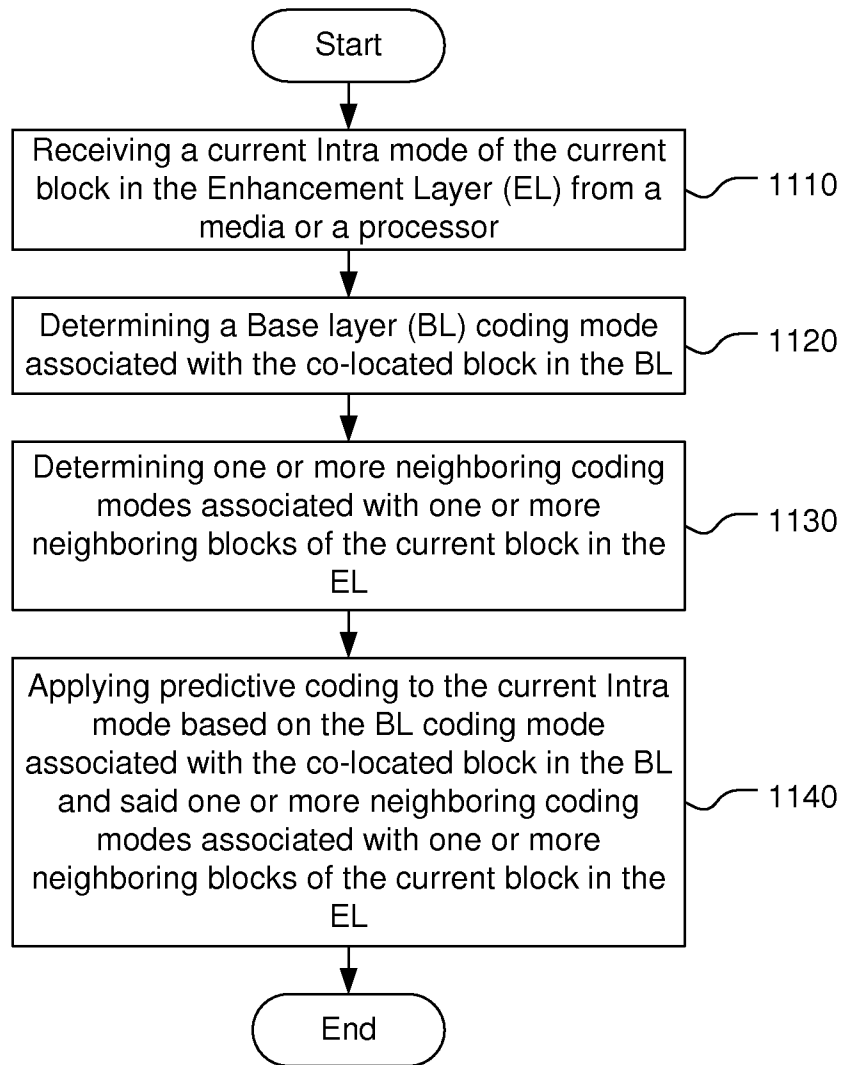 Start
Receiving a current Intra mode of the current
block in the Enhancement Layer (EL) from a
media or a processor
1110
Determining a Base layer (BL) coding mode
associated with the co-located block in the BL
1120
Determining one or more neighboring coding
modes associated with one or more
neighboring blocks of the current block in the
EL
1130
Applying predictive coding to the current Intra
mode based on the BL coding mode
associated with the co-located block in the BL
and said one or more neighboring coding
modes associated with one or more
neighboring blocks of the current block in the
EL
1140
End